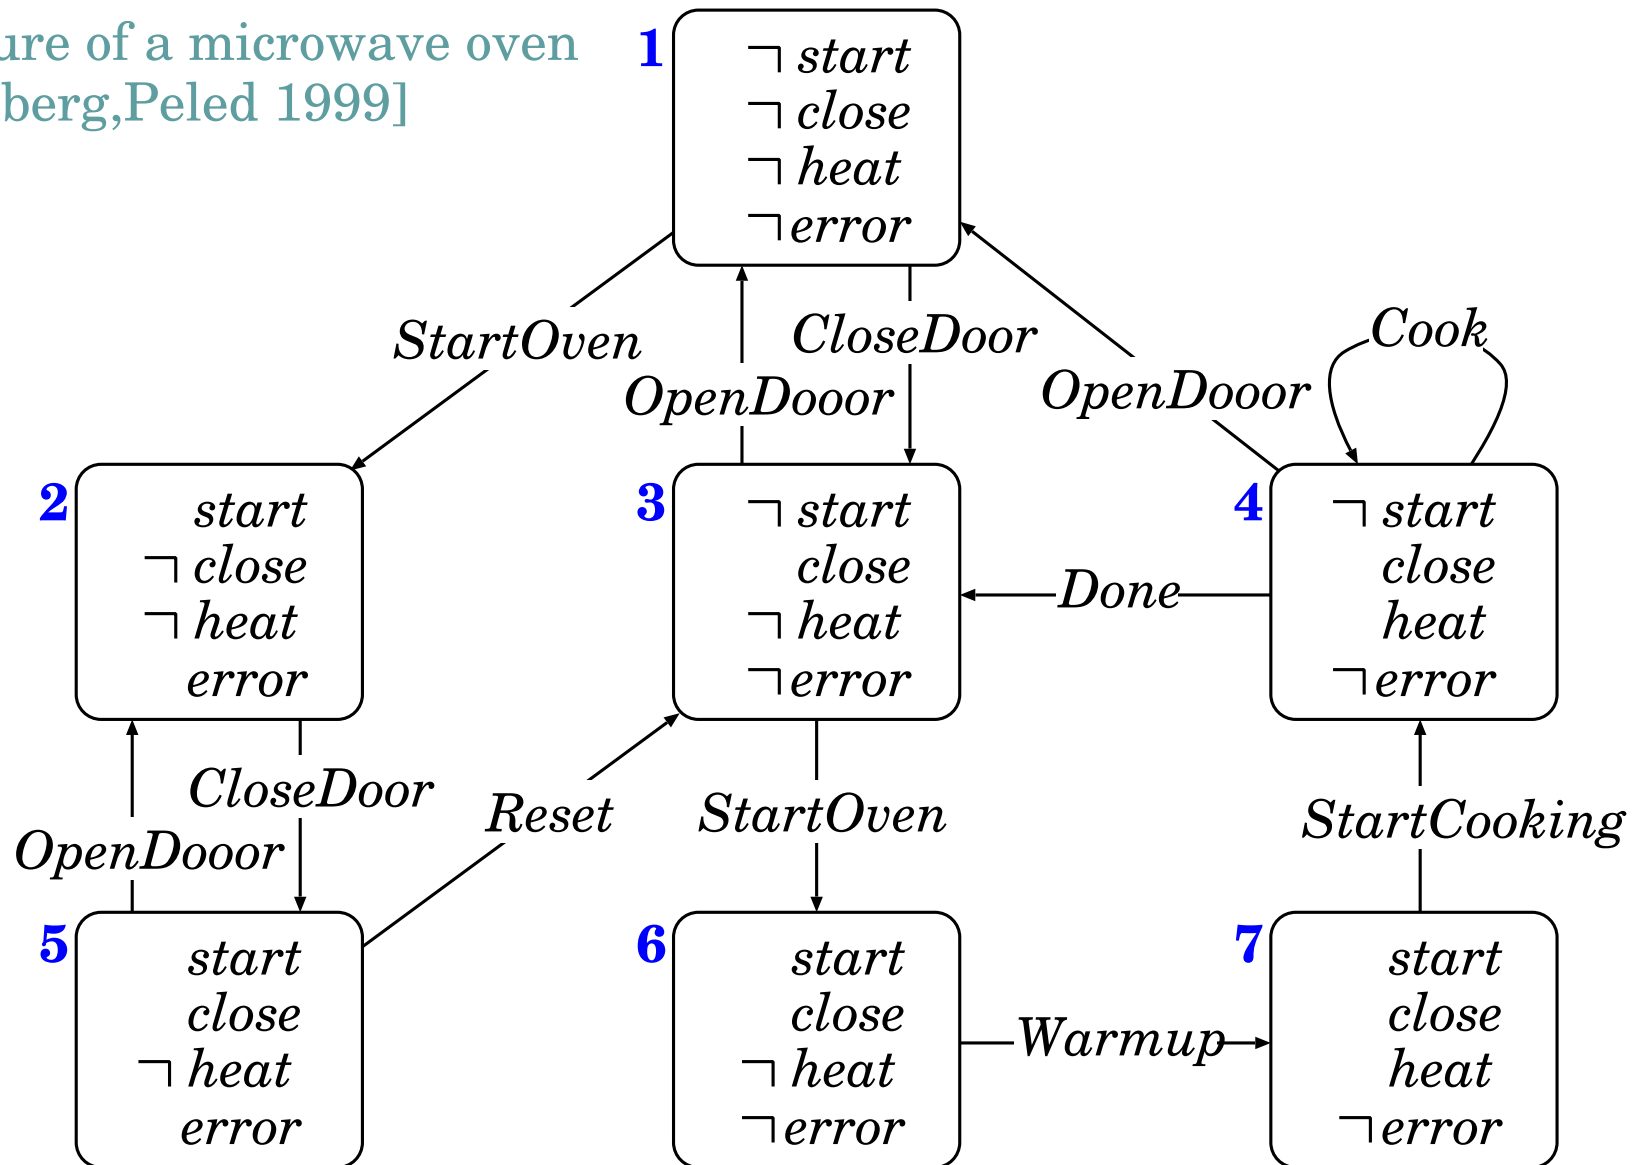 ure of a microwave oven
berg,Peled 1999]
1
¬ start
¬ close
¬ heat
¬ error
StartOven
CloseDoor
OpenDooor
OpenDooor
Cook
2
start
¬ close
¬ heat
error
3
¬ start
close
¬ heat
¬ error
4
¬ start
close
heat
¬ error
Done
CloseDoor
OpenDooor
Reset
StartOven
StartCooking
5
start
close
¬ heat
error
6
start
close
¬ heat
¬ error
Warmup
7
start
close
heat
¬ error